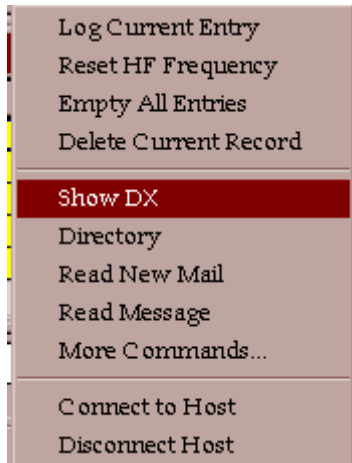 Log Current Entry
Reset HF Frequency
Empty All Entries
Delete Current Record
Show DX
Directory
Read New Mail
Read Message
More Commands...
Connect to Host
Disconnect Host